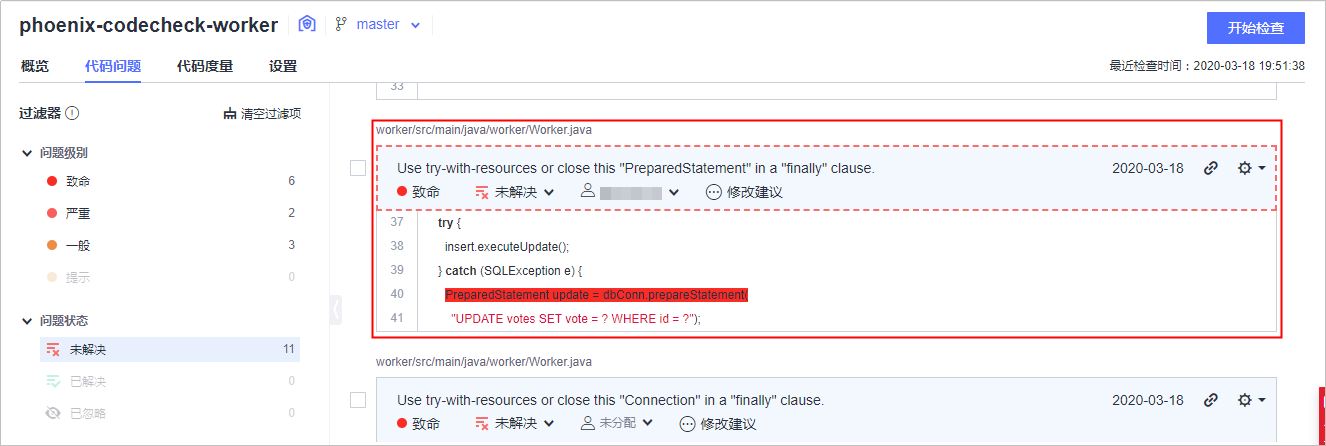 phoenix-codecheck-worker master 开始检查
概览 代码问题 代码度量 设置 最近检查时间：2020-03-18 19:51:38
过滤器 清空过滤项
问题级别
致命 6
严重 2
一般 3
提示 0
问题状态
未解决 11
已解决 0
已忽略 0
33
worker/src/main/java/worker/Worker.java
Use try-with-resources or close this "PreparedStatement" in a "finally" clause. 2020-03-18
致命 未解决 修改建议
37 try {
38 insert.executeUpdate();
39 } catch (SQLException e) {
40 PreparedStatement update = dbConn.prepareStatement(
41 "UPDATE votes SET vote = ? WHERE id = ?");
worker/src/main/java/worker/Worker.java
Use try-with-resources or close this "Connection" in a "finally" clause. 2020-03-18
致命 未解决 未分配 修改建议